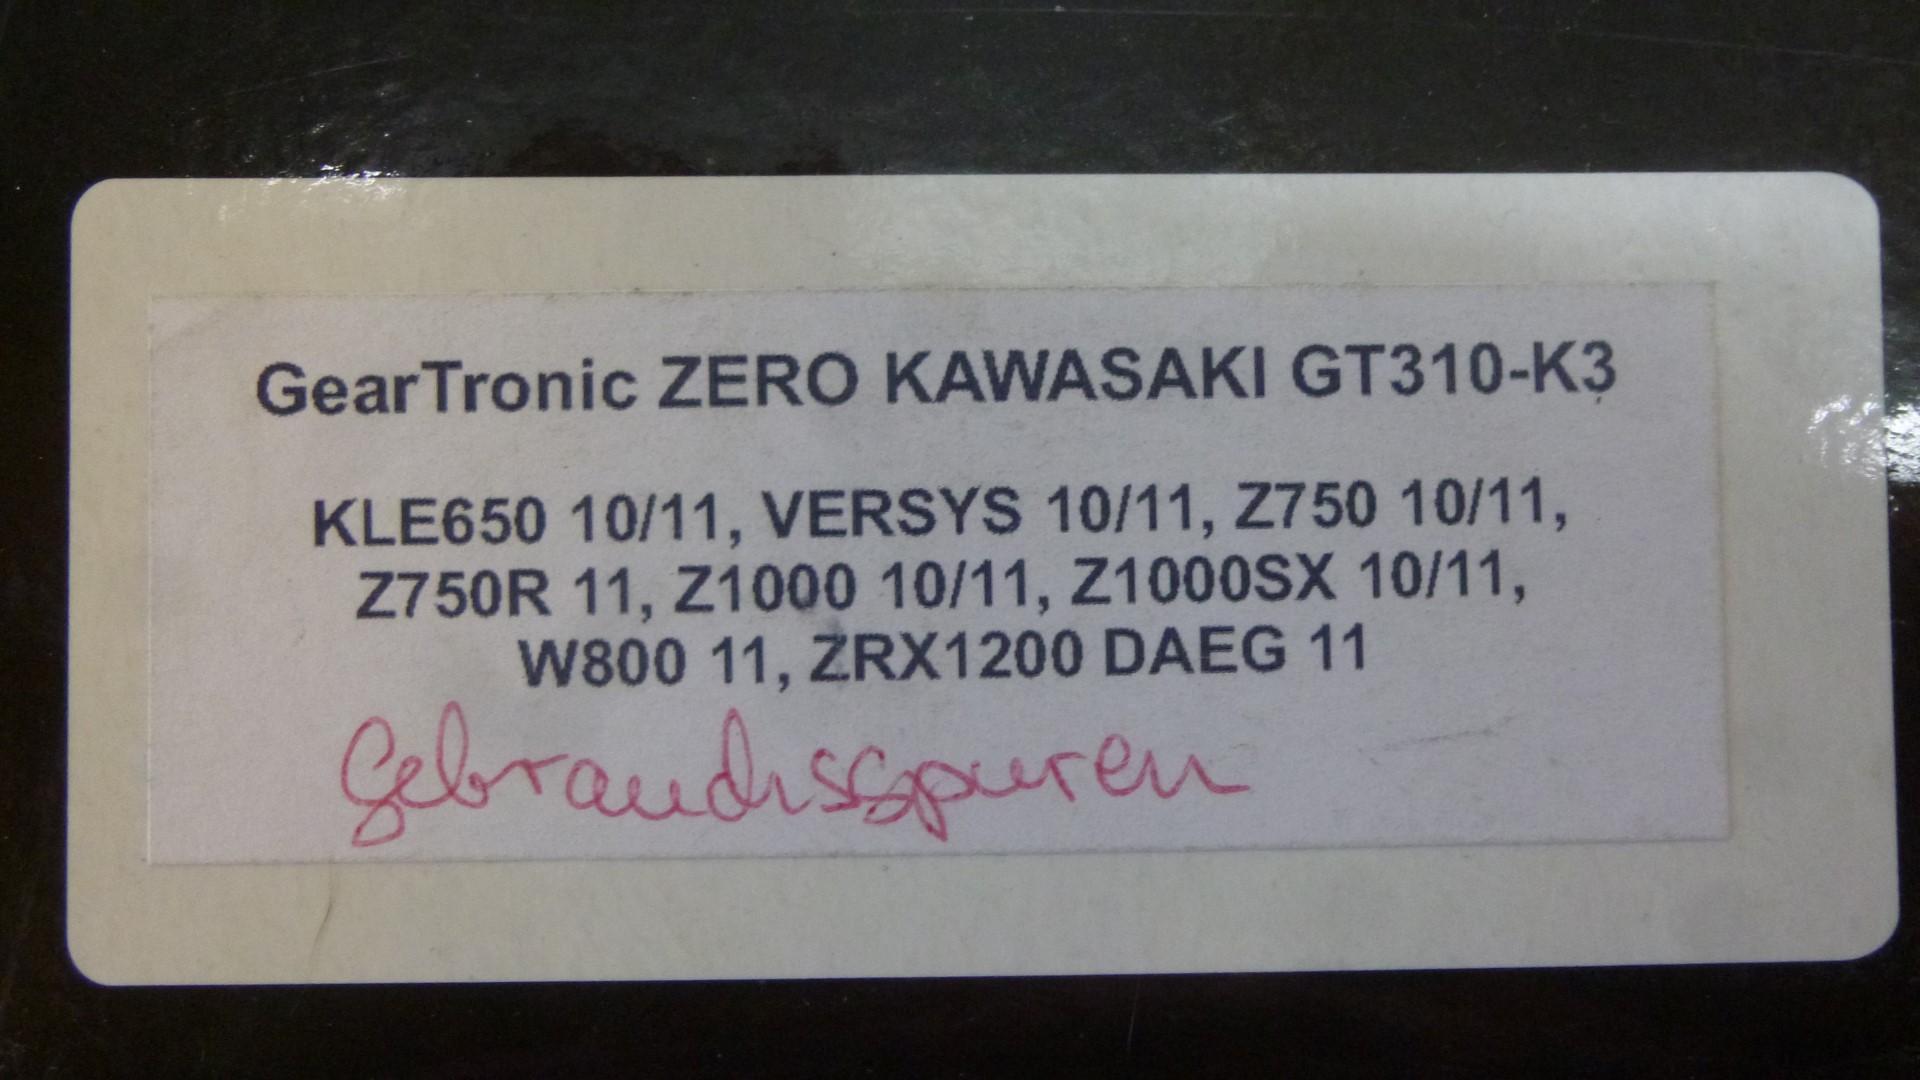 GearTronic ZERO KAWASAKI GT310-K3
KLE650 10/11, VERSYS 10/11, Z750 10/11,
Z750R 11, Z1000 10/11, Z1000SX 10/11,
W800 11, ZRX1200 DAEG 11
Gebrauchsspuren